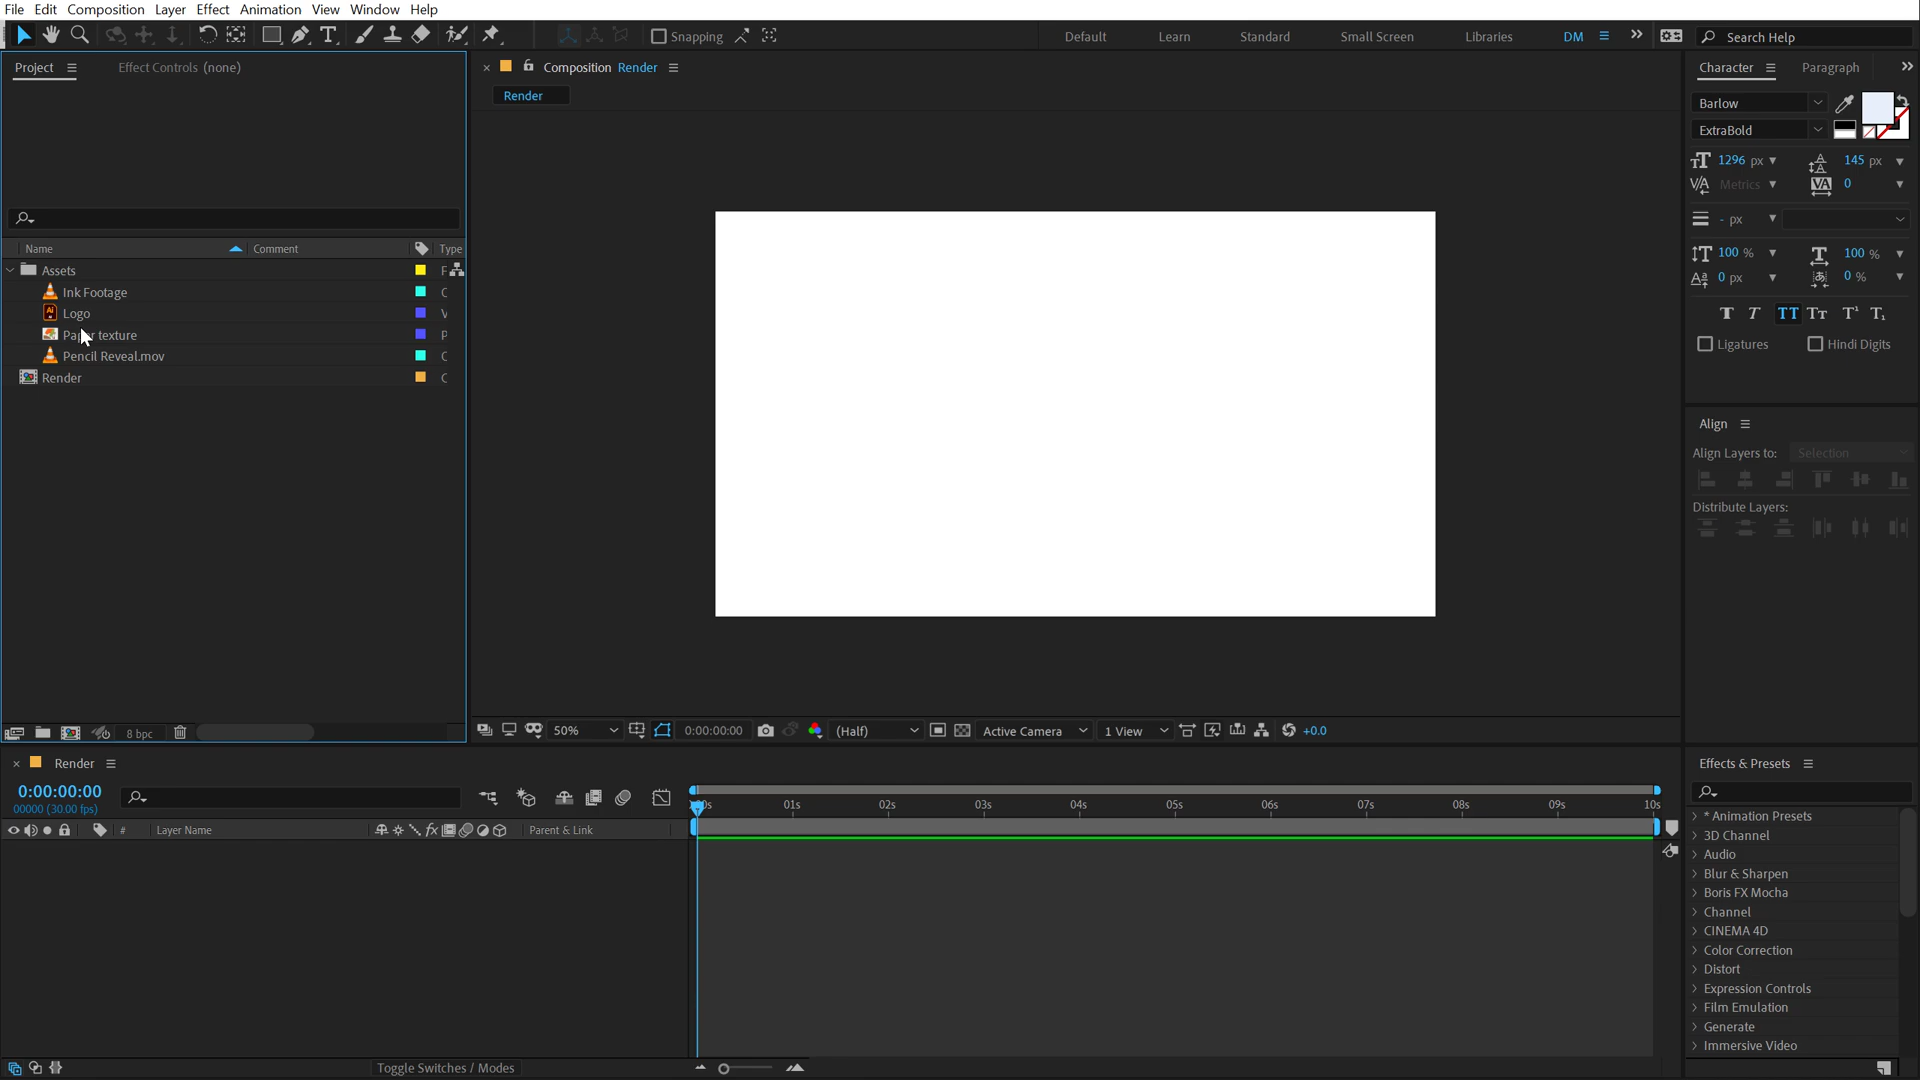 File Edit Composition Layer Effect Animation View Window Help
Snapping Default Learn Standard Small Screen Libraries DM Search Help
Project Effect Controls (none)
Composition Render
Render
Character Paragraph
Barlow
ExtraBold
1296 px 145 px
Metrics 0
- px
100 % 100 %
0 px 0 %
Ligatures Hindi Digits
Align
Align Layers to: Selection
Distribute Layers:
Name Comment Type
Assets F
Ink Footage C
Logo V
Paper texture P
Pencil Reveal.mov C
Render C
8 bpc
50% 0:00:00:00 (Half) Active Camera 1 View +0.0
Render
0:00:00:00
00000 (30.00 fps)
# Layer Name Parent & Link
01s 02s 03s 04s 05s 06s 07s 08s 09s 10s
Toggle Switches / Modes
Effects & Presets
* Animation Presets
3D Channel
Audio
Blur & Sharpen
Boris FX Mocha
Channel
CINEMA 4D
Color Correction
Distort
Expression Controls
Film Emulation
Generate
Immersive Video